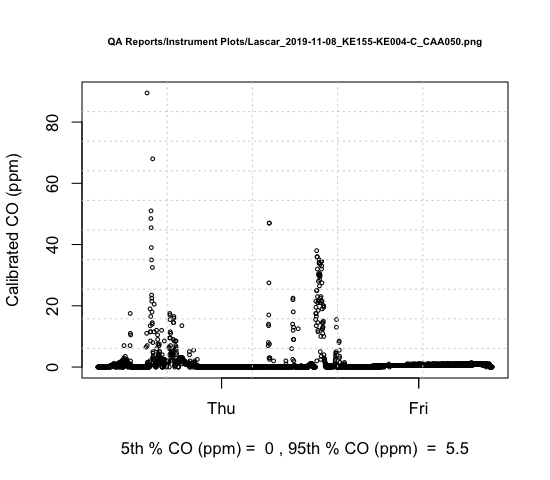 QA Reports/Instrument Plots/Lascar_2019-11-08_KE155-KE004-C_CAA050.png
Calibrated CO (ppm)
80
60
40
20
0
Thu Fri
5th % CO (ppm) = 0 , 95th % CO (ppm) = 5.5